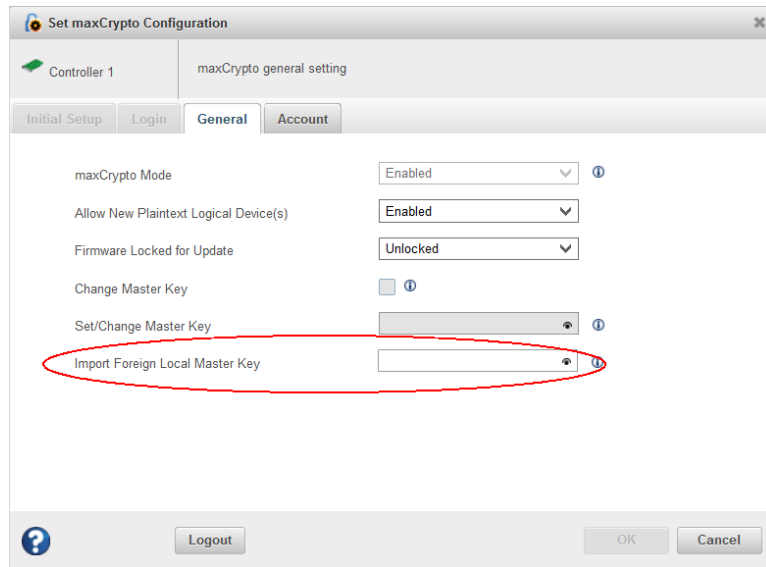 Set maxCrypto Configuration
Controller 1
maxCrypto general setting
Initial Setup Login General Account
maxCrypto Mode Enabled
Allow New Plaintext Logical Device(s) Enabled
Firmware Locked for Update Unlocked
Change Master Key
Set/Change Master Key
Import Foreign Local Master Key
Logout OK Cancel